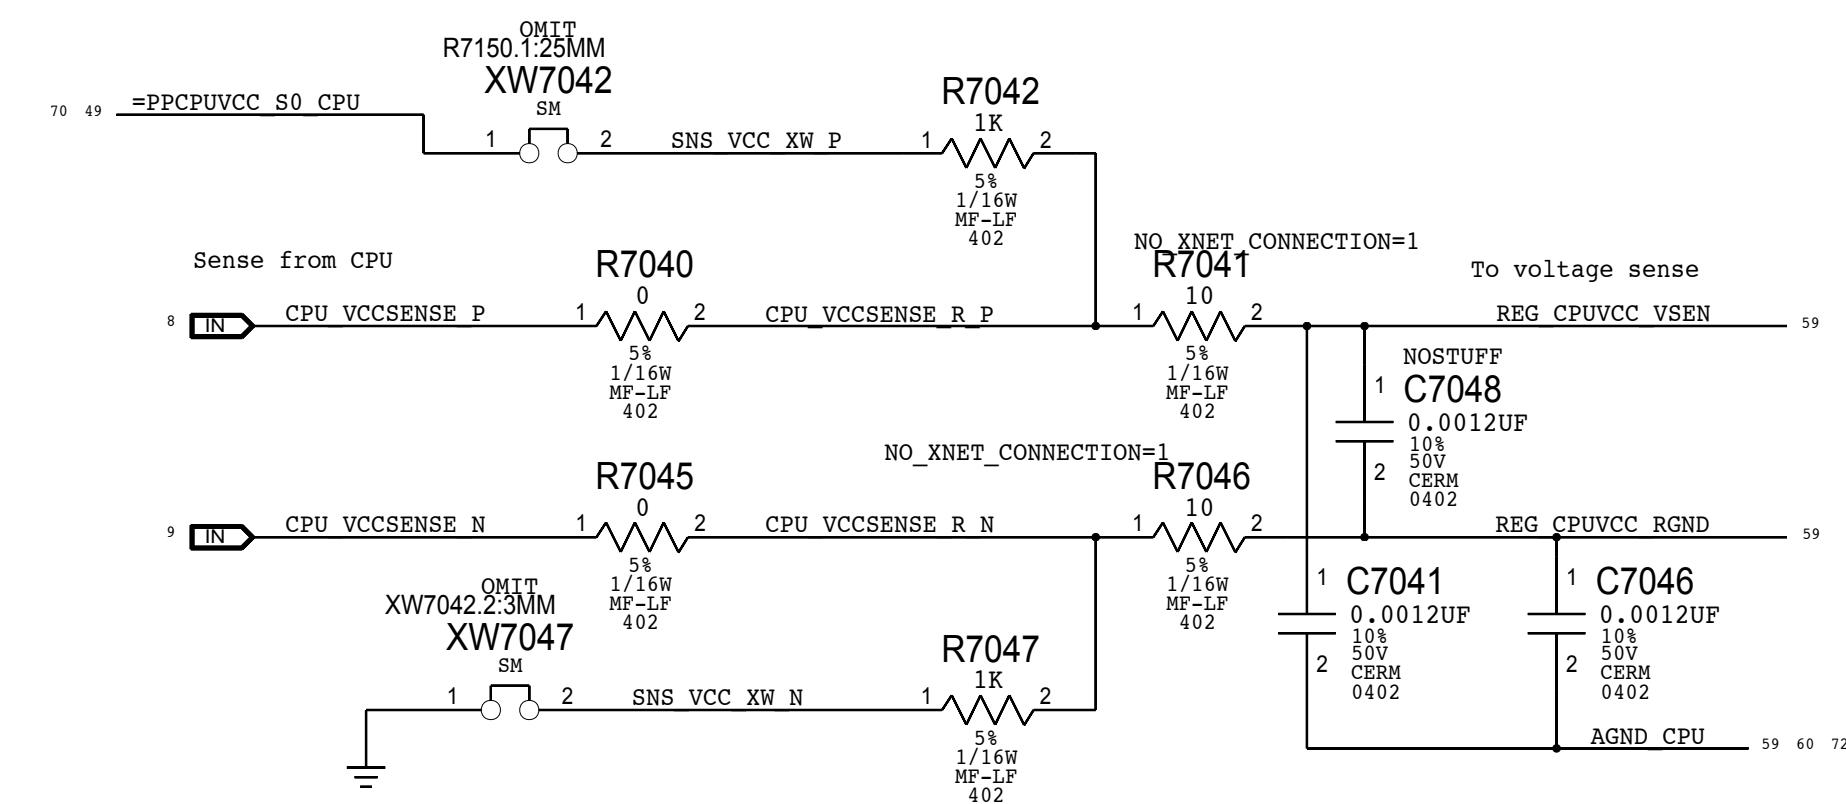 OMIT
R7150.1:25MM
XW7042
SM
70 49 =PPCPUVCC_S0_CPU
1 2 SNS_VCC_XW_P
R7042
1K
1 2
5%
1/16W
MF-LF
402
Sense from CPU
R7040
0
8 IN CPU_VCCSENSE_P 1 2 CPU_VCCSENSE_R_P
5%
1/16W
MF-LF
402
NO_XNET_CONNECTION=1
R7041
10
1 2
5%
1/16W
MF-LF
402
To voltage sense
REG_CPUVCC_VSEN 59
NOSTUFF
1 C7048
0.0012UF
10%
50V
2 CERM
0402
NO_XNET_CONNECTION=1
R7045
0
9 IN CPU_VCCSENSE_N 1 2 CPU_VCCSENSE_R_N
5%
1/16W
MF-LF
402
R7046
10
1 2
5%
1/16W
MF-LF
402
REG_CPUVCC_RGND 59
OMIT
XW7042.2:3MM
XW7047
SM
1 2 SNS_VCC_XW_N
R7047
1K
1 2
5%
1/16W
MF-LF
402
1 C7041
0.0012UF
10%
50V
2 CERM
0402
1 C7046
0.0012UF
10%
50V
2 CERM
0402
AGND_CPU 59 60 72